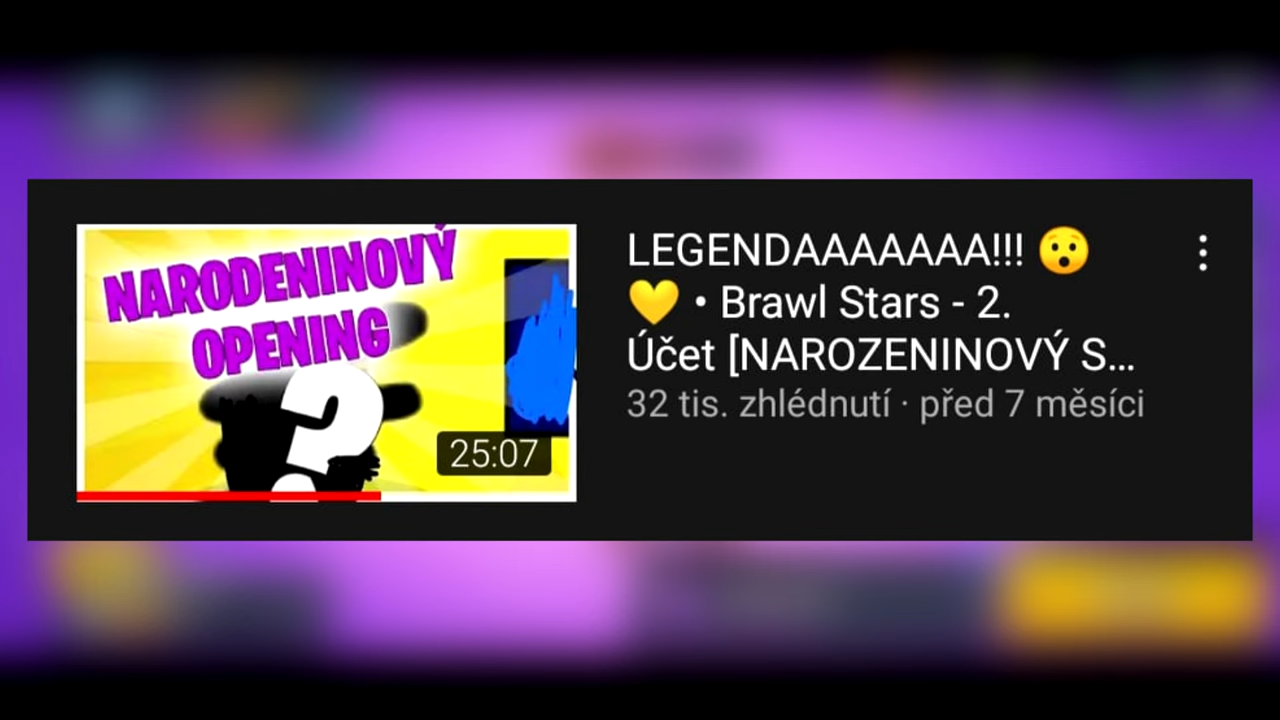 NARODENINOVÝ
OPENING
?
25:07
LEGENDAAAAAAA!!! 😯
💛 • Brawl Stars - 2.
Účet [NAROZENINOVÝ S...
32 tis. zhlédnutí · před 7 měsíci